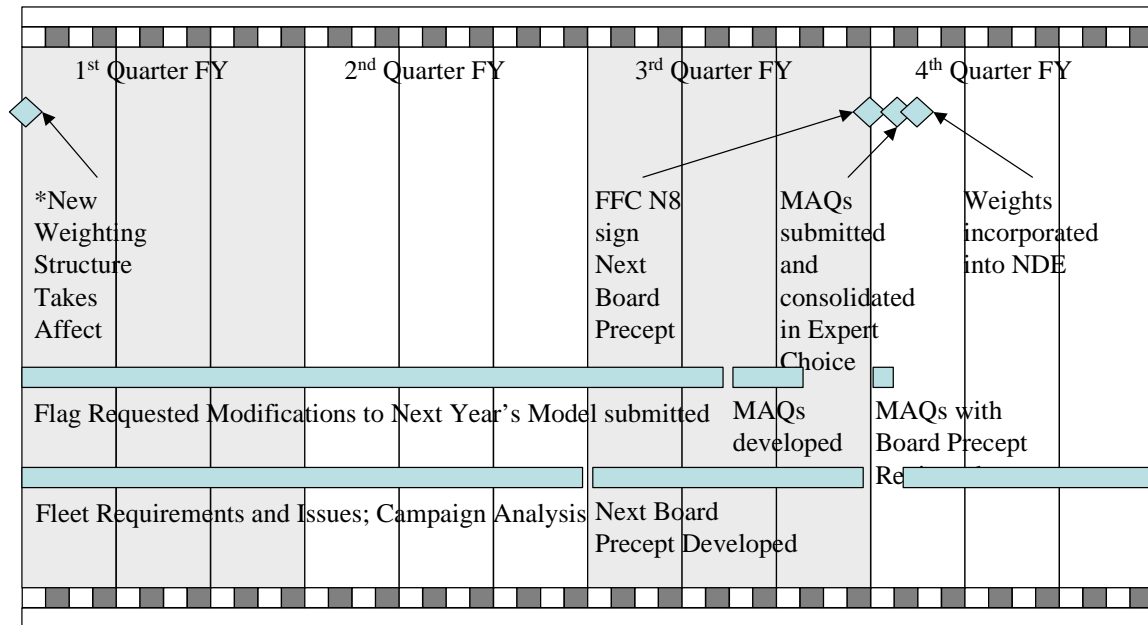 1st Quarter FY
2nd Quarter FY
3rd Quarter FY
4th Quarter FY
*New
Weighting
Structure
Takes
Affect
FFC N8
sign
Next
Board
Precept
MAQs
submitted
and
consolidated
in Expert
Choice
Weights
incorporated
into NDE
Flag Requested Modifications to Next Year's Model submitted
MAQs
developed
MAQs with
Board Precept
Fleet Requirements and Issues; Campaign Analysis
Next Board
Precept Developed